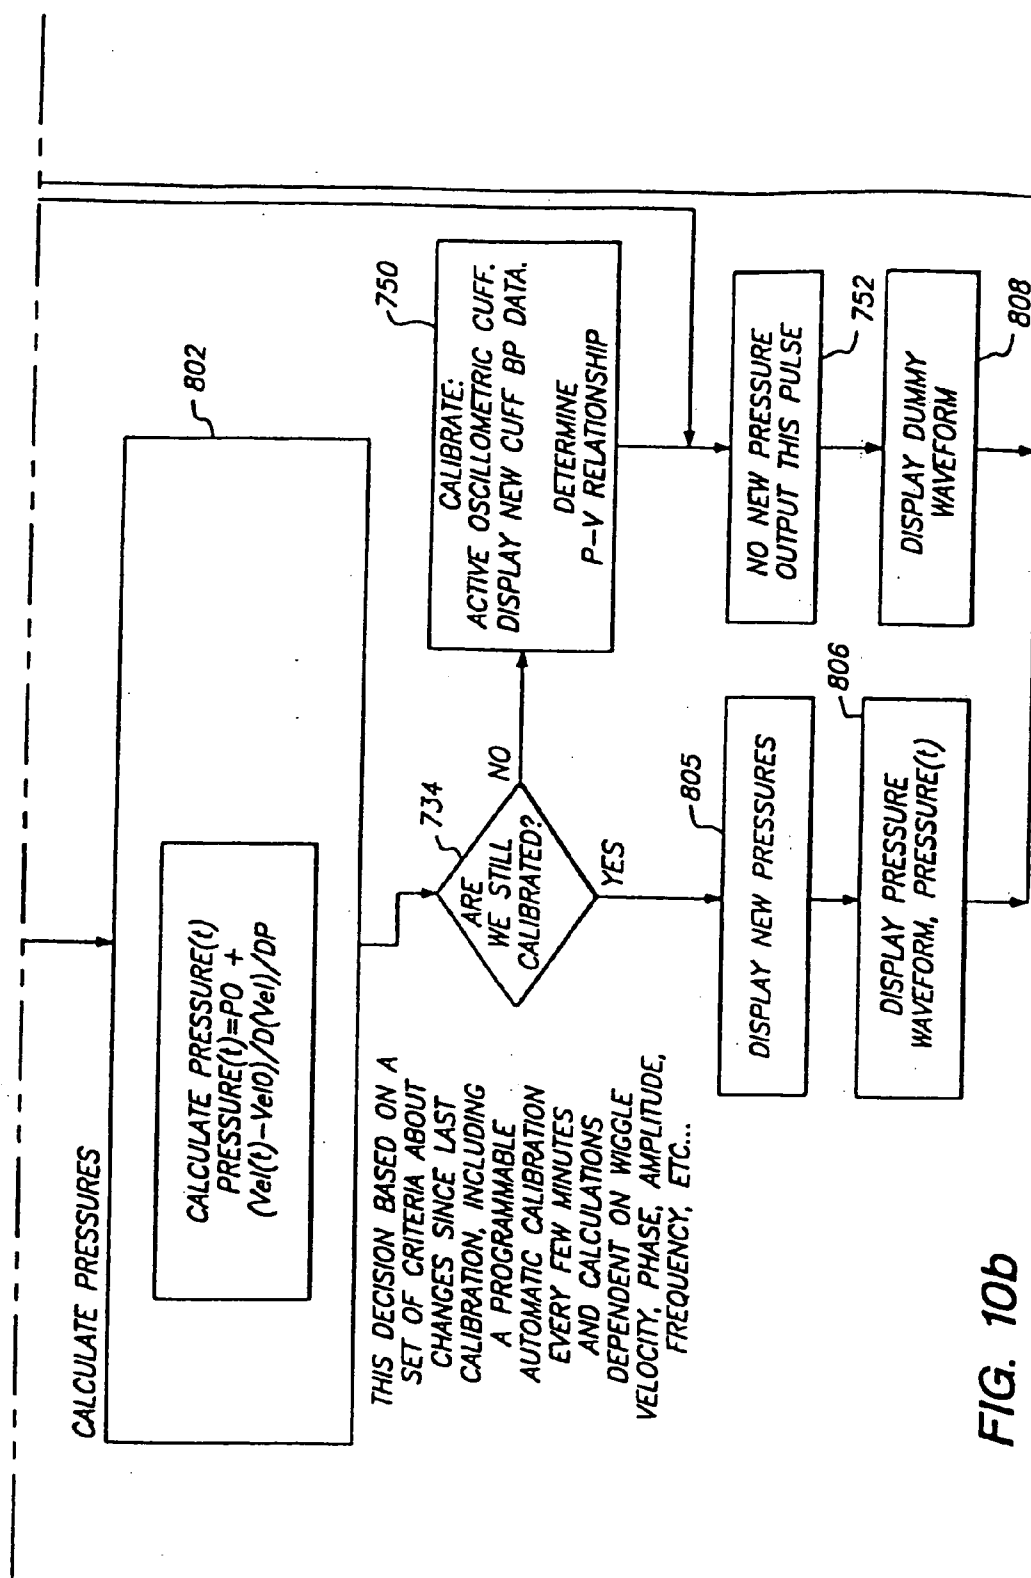 CALCULATE PRESSURES
802
CALCULATE PRESSURE(t)
PRESSURE(t)=PO +
(Vel(t)-Vel0)/D(Vel)/DP
THIS DECISION BASED ON A
SET OF CRITERIA ABOUT
CHANGES SINCE LAST
CALIBRATION, INCLUDING
A PROGRAMMABLE
AUTOMATIC CALIBRATION
EVERY FEW MINUTES
AND CALCULATIONS
DEPENDENT ON WIGGLE
VELOCITY, PHASE, AMPLITUDE,
FREQUENCY, ETC...
734
ARE
WE STILL
CALIBRATED?
NO
YES
750
CALIBRATE:
ACTIVE OSCILLOMETRIC CUFF.
DISPLAY NEW CUFF BP DATA.
DETERMINE
P-V RELATIONSHIP
805
DISPLAY NEW PRESSURES
806
DISPLAY PRESSURE
WAVEFORM, PRESSURE(t)
NO NEW PRESSURE
OUTPUT THIS PULSE
752
DISPLAY DUMMY
WAVEFORM
808
FIG. 10b